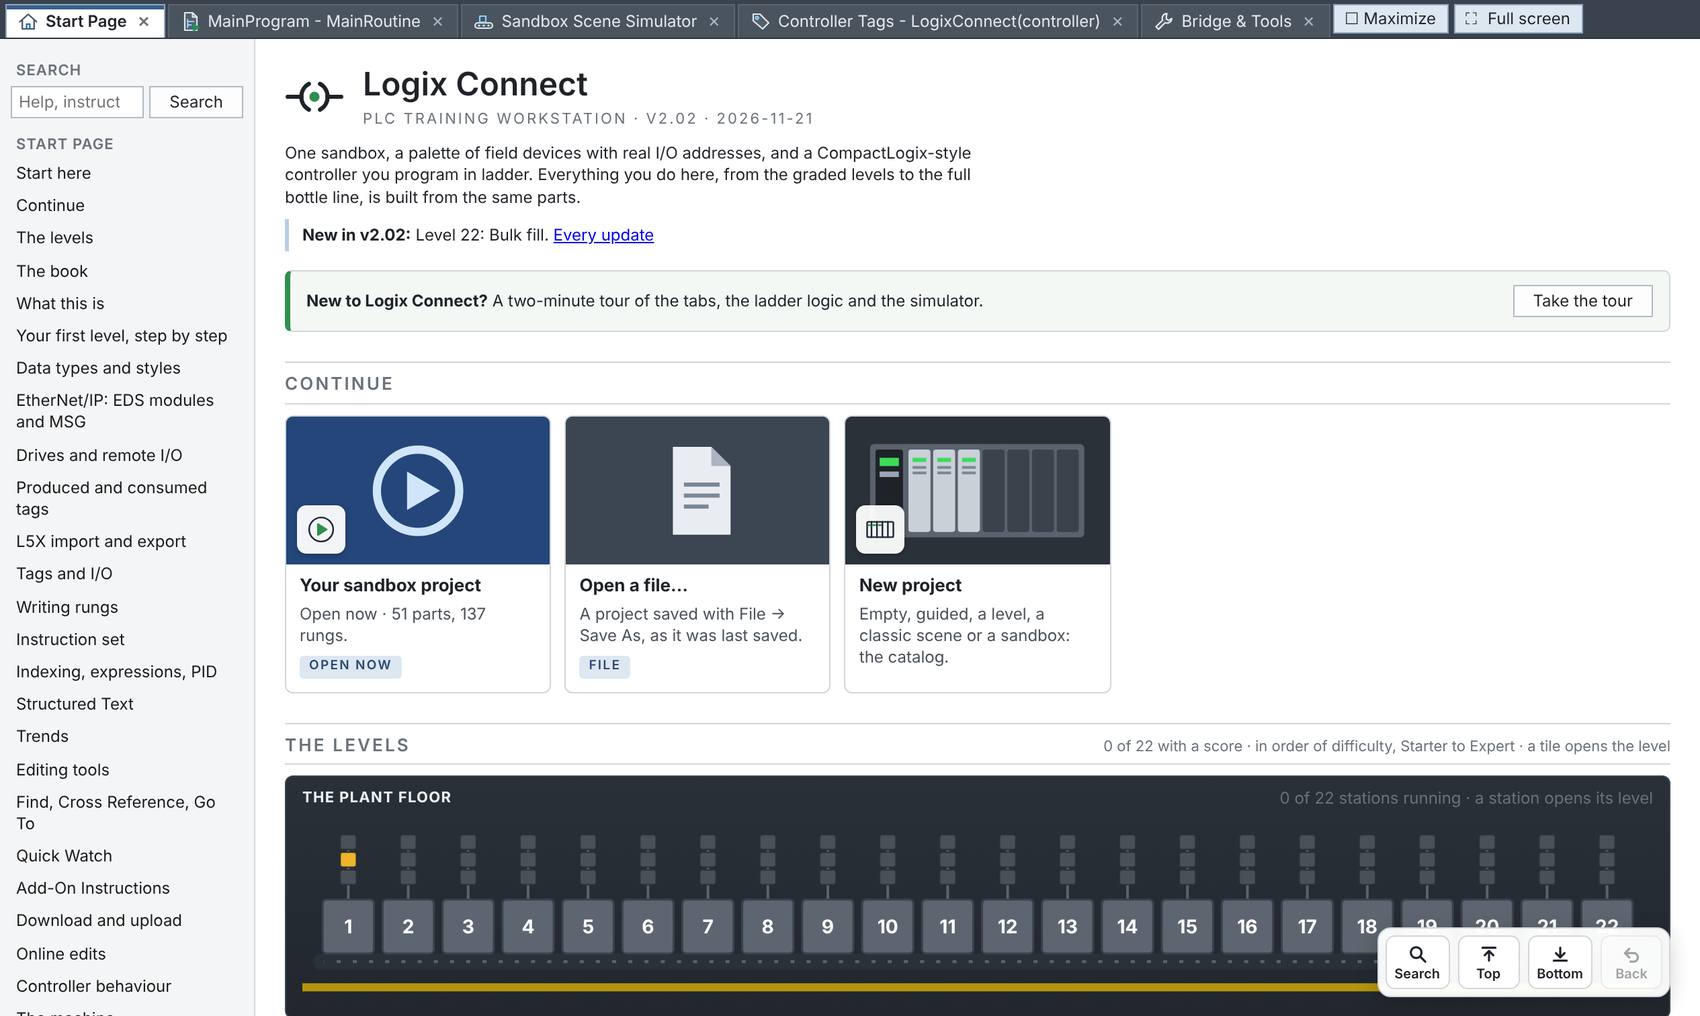 Start Page
MainProgram - MainRoutine
Sandbox Scene Simulator
Controller Tags - LogixConnect(controller)
Bridge & Tools
Maximize
Full screen
SEARCH
Help, instruct
Search
START PAGE
Start here
Continue
The levels
The book
What this is
Your first level, step by step
Data types and styles
EtherNet/IP: EDS modules
and MSG
Drives and remote I/O
Produced and consumed
tags
L5X import and export
Tags and I/O
Writing rungs
Instruction set
Indexing, expressions, PID
Structured Text
Trends
Editing tools
Find, Cross Reference, Go
To
Quick Watch
Add-On Instructions
Download and upload
Online edits
Controller behaviour
Logix Connect
PLC TRAINING WORKSTATION · V2.02 · 2026-11-21
One sandbox, a palette of field devices with real I/O addresses, and a CompactLogix-style
controller you program in ladder. Everything you do here, from the graded levels to the full
bottle line, is built from the same parts.
New in v2.02: Level 22: Bulk fill. Every update
New to Logix Connect? A two-minute tour of the tabs, the ladder logic and the simulator.
Take the tour
CONTINUE
Your sandbox project
Open now · 51 parts, 137
rungs.
OPEN NOW
Open a file...
A project saved with File →
Save As, as it was last saved.
FILE
New project
Empty, guided, a level, a
classic scene or a sandbox:
the catalog.
THE LEVELS
0 of 22 with a score · in order of difficulty, Starter to Expert · a tile opens the level
THE PLANT FLOOR
0 of 22 stations running · a station opens its level
1 2 3 4 5 6 7 8 9 10 11 12 13 14 15 16 17 18 19 20 21 22
Search
Top
Bottom
Back